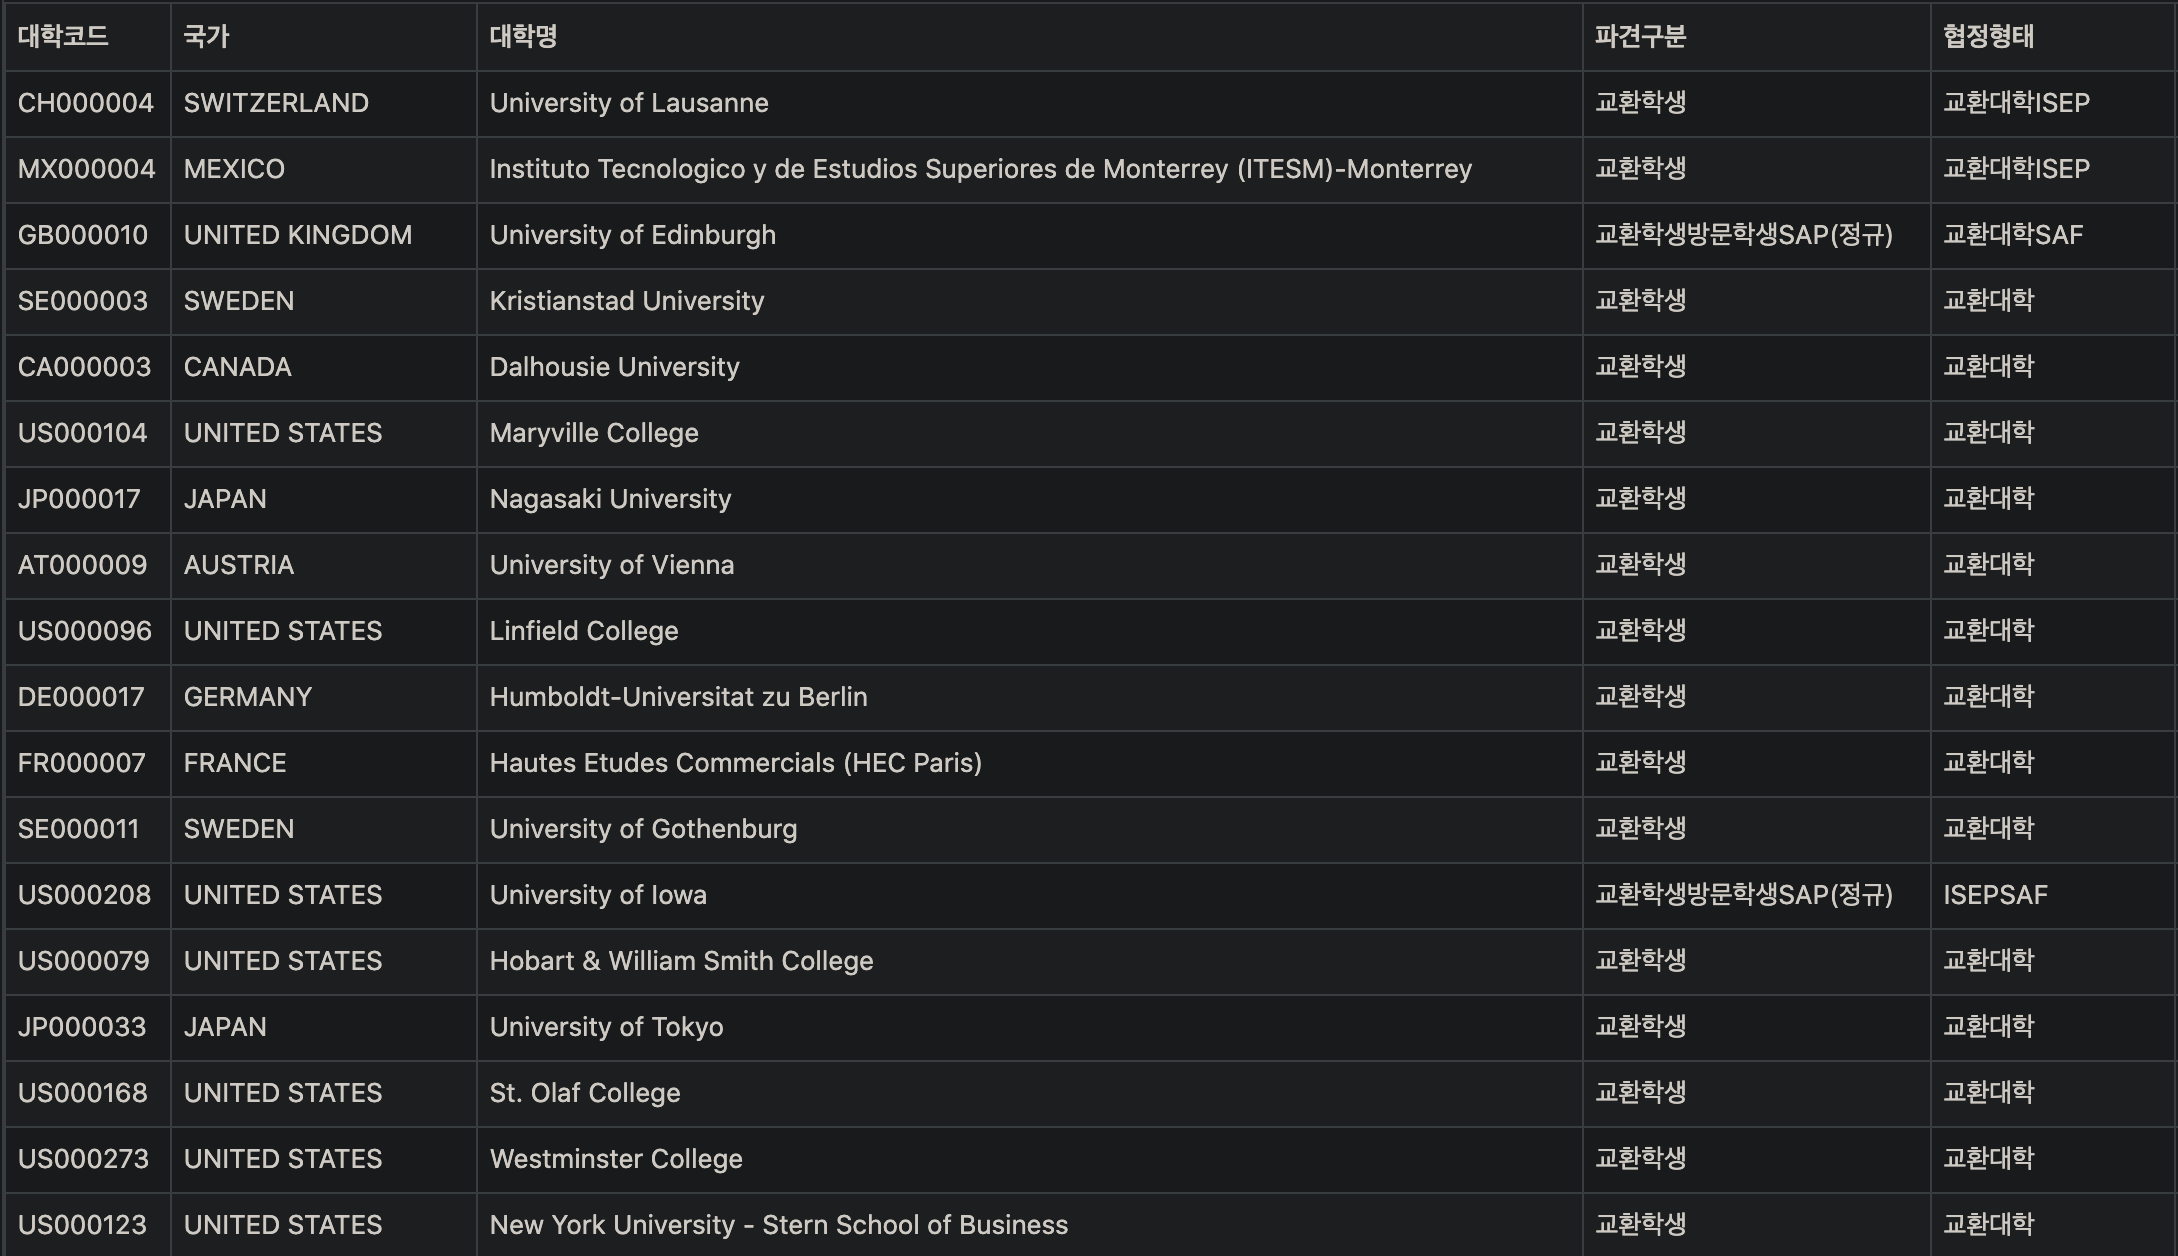 대학코드 국가 대학명 파견구분 협정형태
CH000004 SWITZERLAND University of Lausanne 교환학생 교환대학ISEP
MX000004 MEXICO Instituto Tecnologico y de Estudios Superiores de Monterrey (ITESM)-Monterrey 교환학생 교환대학ISEP
GB000010 UNITED KINGDOM University of Edinburgh 교환학생방문학생SAP(정규) 교환대학SAF
SE000003 SWEDEN Kristianstad University 교환학생 교환대학
CA000003 CANADA Dalhousie University 교환학생 교환대학
US000104 UNITED STATES Maryville College 교환학생 교환대학
JP000017 JAPAN Nagasaki University 교환학생 교환대학
AT000009 AUSTRIA University of Vienna 교환학생 교환대학
US000096 UNITED STATES Linfield College 교환학생 교환대학
DE000017 GERMANY Humboldt-Universitat zu Berlin 교환학생 교환대학
FR000007 FRANCE Hautes Etudes Commercials (HEC Paris) 교환학생 교환대학
SE000011 SWEDEN University of Gothenburg 교환학생 교환대학
US000208 UNITED STATES University of Iowa 교환학생방문학생SAP(정규) ISEPSAF
US000079 UNITED STATES Hobart & William Smith College 교환학생 교환대학
JP000033 JAPAN University of Tokyo 교환학생 교환대학
US000168 UNITED STATES St. Olaf College 교환학생 교환대학
US000273 UNITED STATES Westminster College 교환학생 교환대학
US000123 UNITED STATES New York University - Stern School of Business 교환학생 교환대학